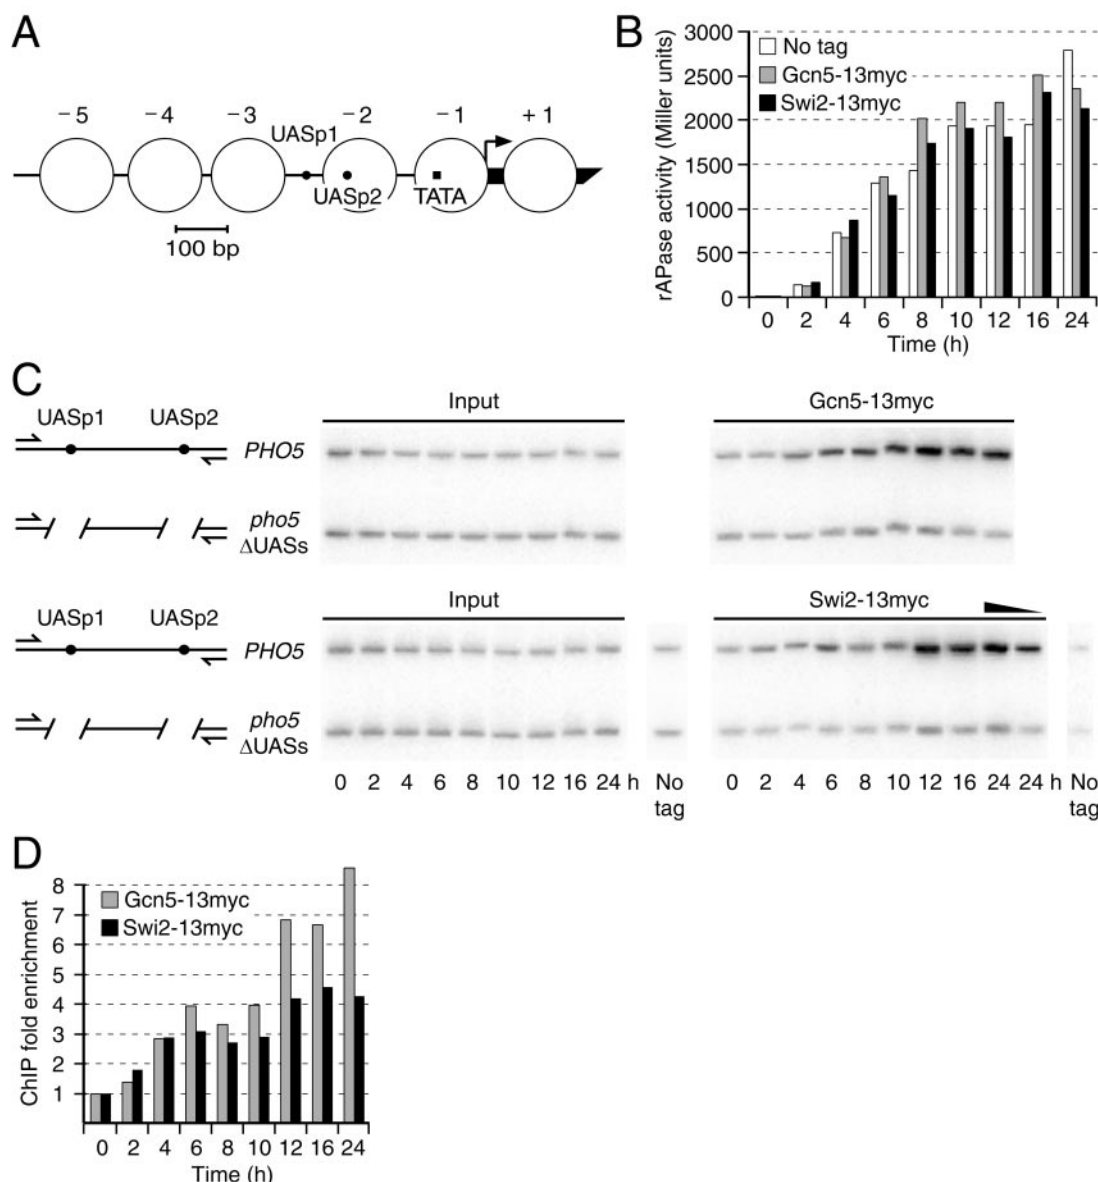 A
−5 −4 −3 −2 −1 +1
UASp1
UASp2 TATA
100 bp
B
rAPase activity (Miller units)
3000
2500
2000
1500
1000
500
0
No tag
Gcn5-13myc
Swi2-13myc
0 2 4 6 8 10 12 16 24
Time (h)
C
UASp1 UASp2
PHO5
pho5
ΔUASs
Input
Gcn5-13myc
UASp1 UASp2
PHO5
pho5
ΔUASs
Input
Swi2-13myc
0 2 4 6 8 10 12 16 24 h No
tag
0 2 4 6 8 10 12 16 24 24 h No
tag
D
ChIP fold enrichment
8
7
6
5
4
3
2
1
Gcn5-13myc
Swi2-13myc
0 2 4 6 8 10 12 16 24
Time (h)